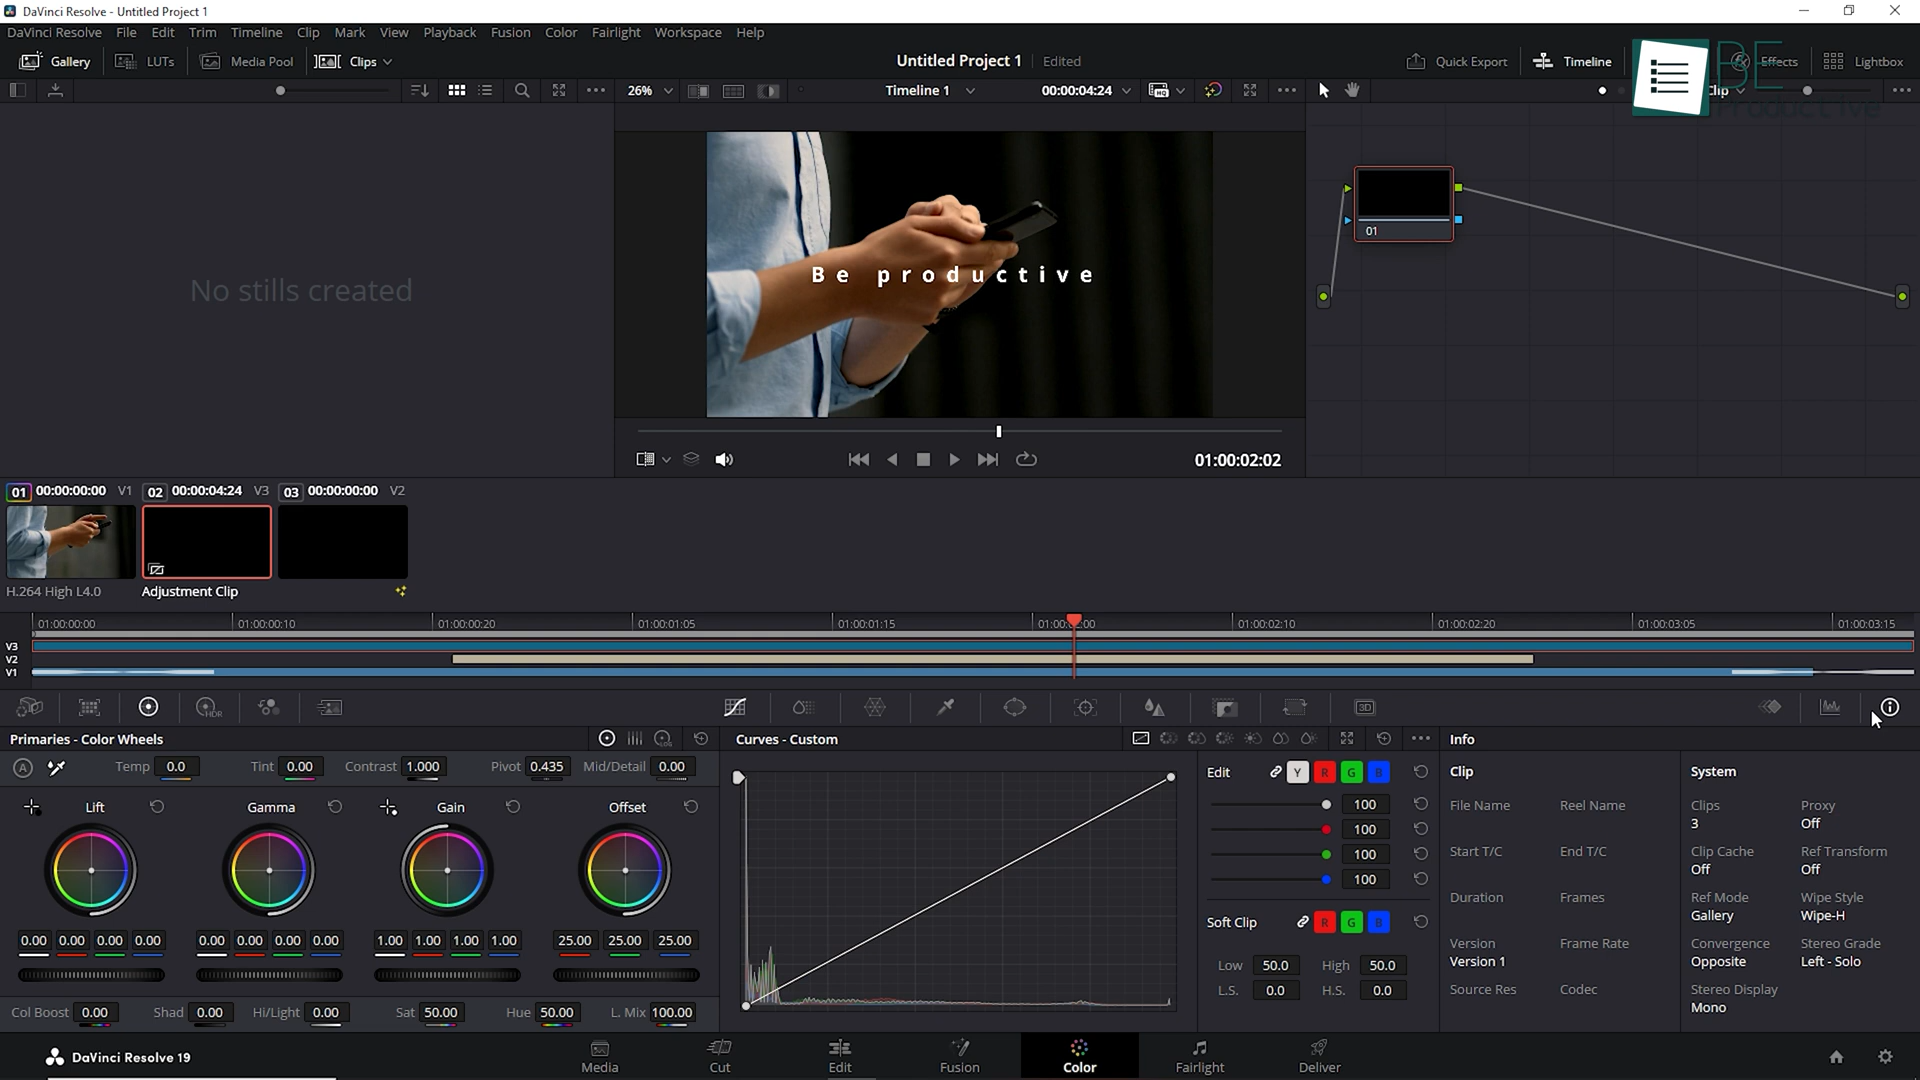 DaVinci Resolve - Untitled Project 1
DaVinci Resolve File Edit Trim Timeline Clip Mark View Playback Fusion Color Fairlight Workspace Help
Gallery LUTs Media Pool Clips Untitled Project 1 Edited Quick Export Timeline Effects Lightbox
BE
Productive
26% Timeline 1 00:00:04:24 Clip
No stills created
Be productive
01
01:00:02:02
01 00:00:00:00 V1 02 00:00:04:24 V3 03 00:00:00:00 V2
H.264 High L4.0 Adjustment Clip
01:00:00:00 01:00:00:10 01:00:00:20 01:00:01:05 01:00:01:15 01:00:02:00 01:00:02:10 01:00:02:20 01:00:03:05 01:00:03:15
V3
V2
V1
HDR 3D
Primaries - Color Wheels Curves - Custom Info
A Temp 0.0 Tint 0.00 Contrast 1.000 Pivot 0.435 Mid/Detail 0.00
Lift Gamma Gain Offset
0.00 0.00 0.00 0.00 0.00 0.00 0.00 0.00 1.00 1.00 1.00 1.00 25.00 25.00 25.00
Col Boost 0.00 Shad 0.00 Hi/Light 0.00 Sat 50.00 Hue 50.00 L. Mix 100.00
Edit Y R G B
100
100
100
100
Soft Clip R G B
Low 50.0 High 50.0
L.S. 0.0 H.S. 0.0
Clip
File Name Reel Name
Start T/C End T/C
Duration Frames
Version Frame Rate
Version 1
Source Res Codec
System
Clips Proxy
3 Off
Clip Cache Ref Transform
Off Off
Ref Mode Wipe Style
Gallery Wipe-H
Convergence Stereo Grade
Opposite Left - Solo
Stereo Display
Mono
DaVinci Resolve 19 Media Cut Edit Fusion Color Fairlight Deliver